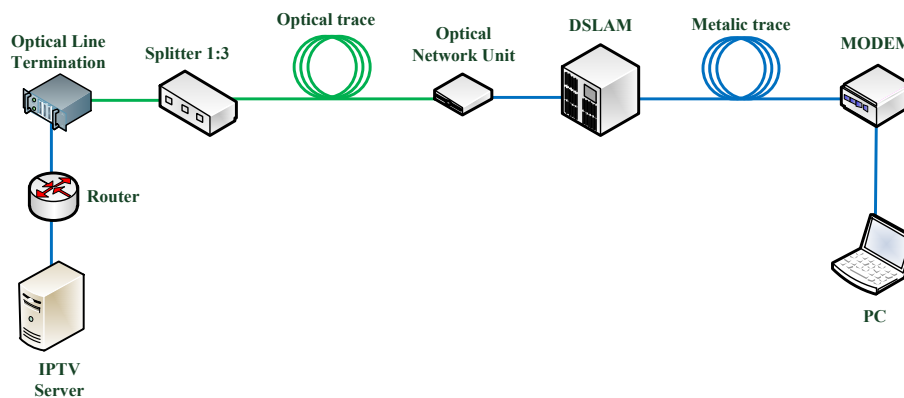 Optical Line
Termination
Splitter 1:3
Optical trace
Optical
Network Unit
DSLAM
Metalic trace
MODEM
Router
IPTV
Server
PC